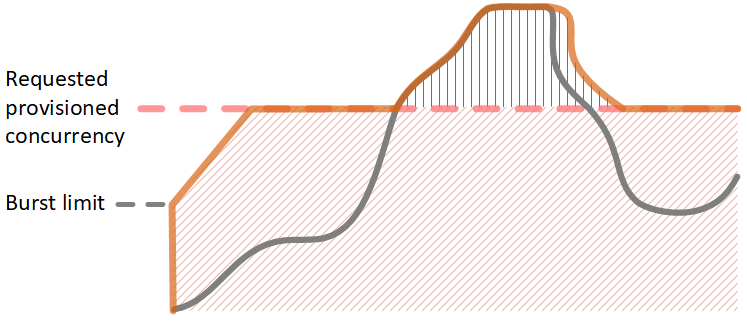 Requested
provisioned
concurrency
Burst limit